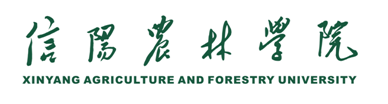 信陽農林學院
XINYANG AGRICULTURE AND FORESTRY UNIVERSITY